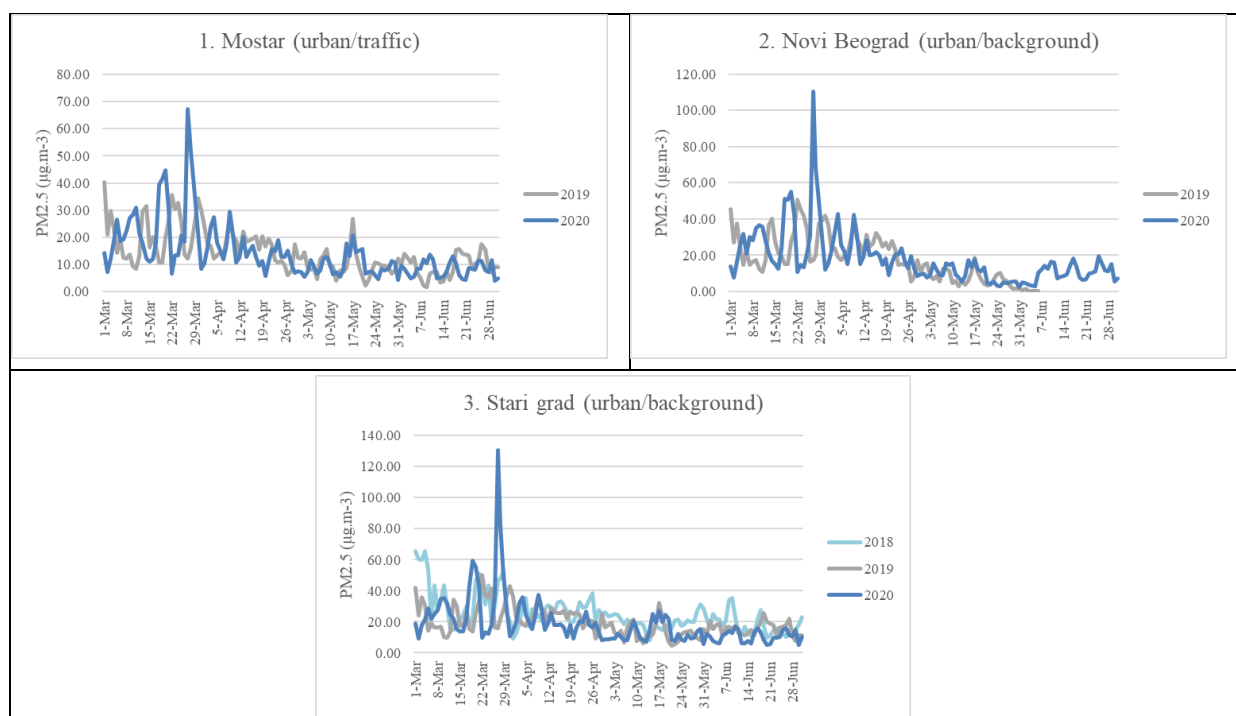 1. Mostar (urban/traffic)
80.00
70.00
60.00
50.00
40.00
30.00
20.00
10.00
0.00
PM2.5 (µg.m-3)
1-Mar
8-Mar
15-Mar
22-Mar
29-Mar
5-Apr
12-Apr
19-Apr
26-Apr
3-May
10-May
17-May
24-May
31-May
7-Jun
14-Jun
21-Jun
28-Jun
2019
2020
2. Novi Beograd (urban/background)
120.00
100.00
80.00
60.00
40.00
20.00
0.00
PM2.5 (µg.m-3)
1-Mar
8-Mar
15-Mar
22-Mar
29-Mar
5-Apr
12-Apr
19-Apr
26-Apr
3-May
10-May
17-May
24-May
31-May
7-Jun
14-Jun
21-Jun
28-Jun
2019
2020
3. Stari grad (urban/background)
140.00
120.00
100.00
80.00
60.00
40.00
20.00
0.00
PM2.5 (µg.m-3)
1-Mar
8-Mar
15-Mar
22-Mar
29-Mar
5-Apr
12-Apr
19-Apr
26-Apr
3-May
10-May
17-May
24-May
31-May
7-Jun
14-Jun
21-Jun
28-Jun
2018
2019
2020